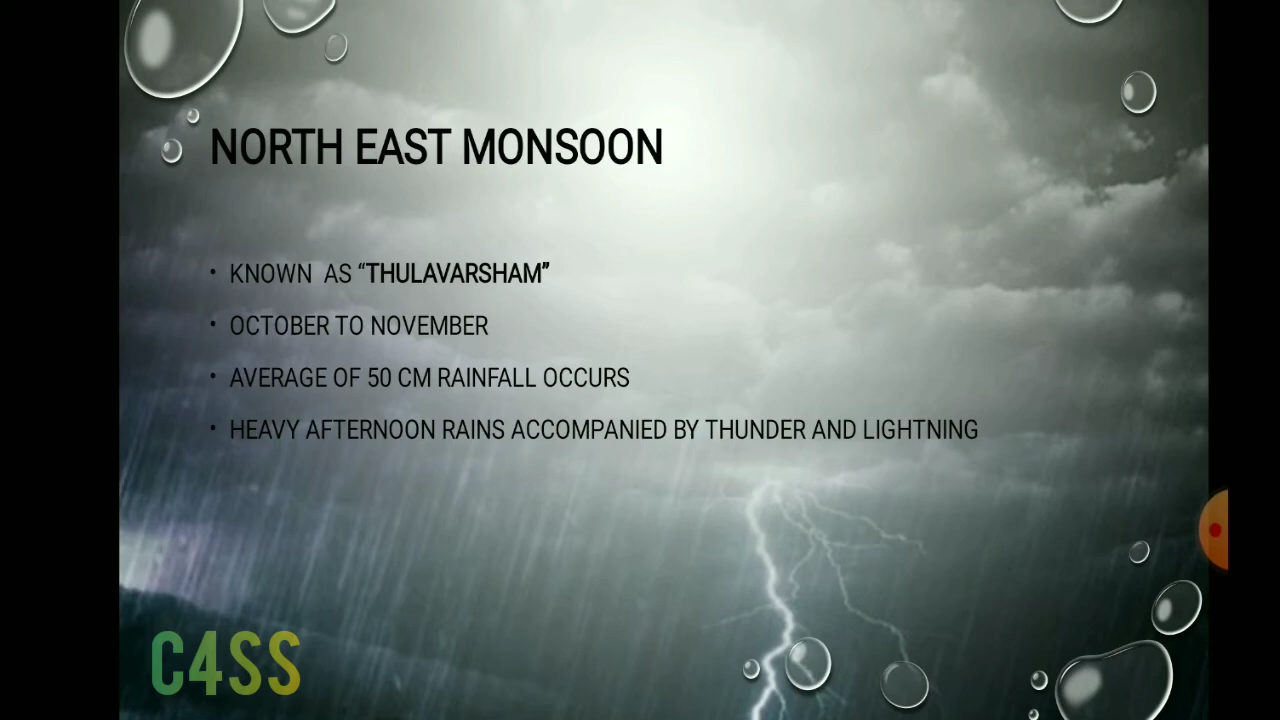 NORTH EAST MONSOON
• KNOWN AS “THULAVARSHAM”
• OCTOBER TO NOVEMBER
• AVERAGE OF 50 CM RAINFALL OCCURS
• HEAVY AFTERNOON RAINS ACCOMPANIED BY THUNDER AND LIGHTNING
C4SS